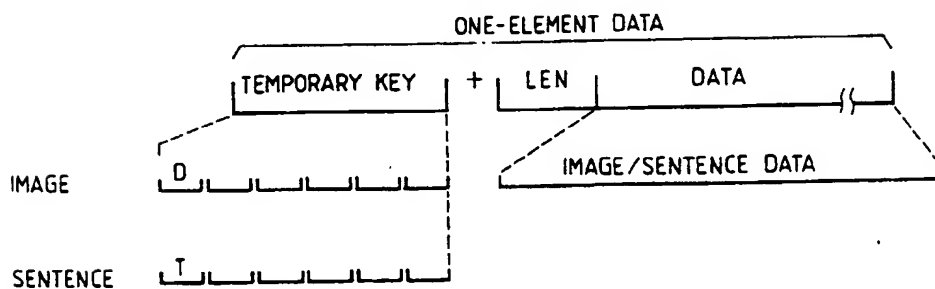 ONE-ELEMENT DATA
TEMPORARY KEY + LEN DATA
IMAGE D IMAGE/SENTENCE DATA
SENTENCE T